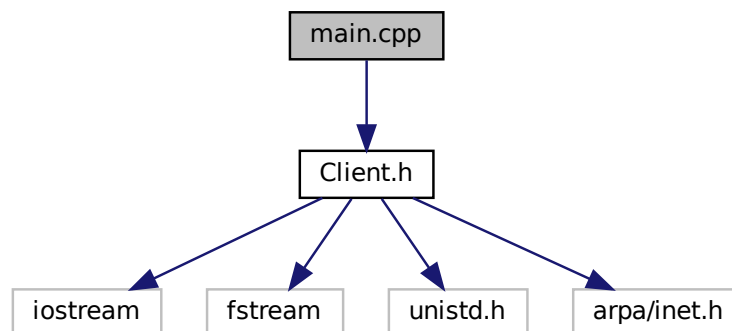 main.cpp
Client.h
iostream
fstream
unistd.h
arpa/inet.h